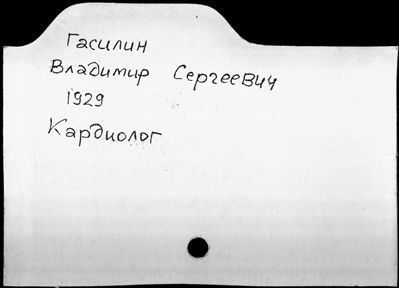 Гасилин
Владимир Сергеевич
1929
Кардиолог